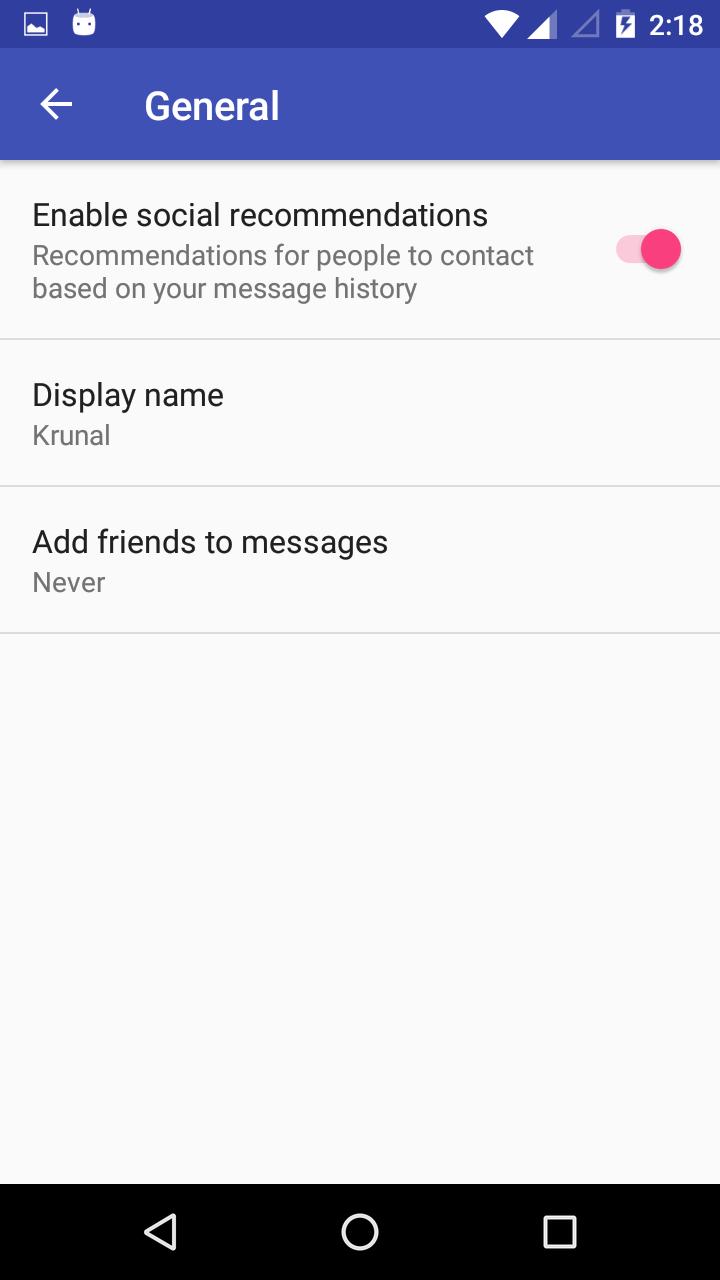 2:18
General
Enable social recommendations
Recommendations for people to contact
based on your message history
Display name
Krunal
Add friends to messages
Never